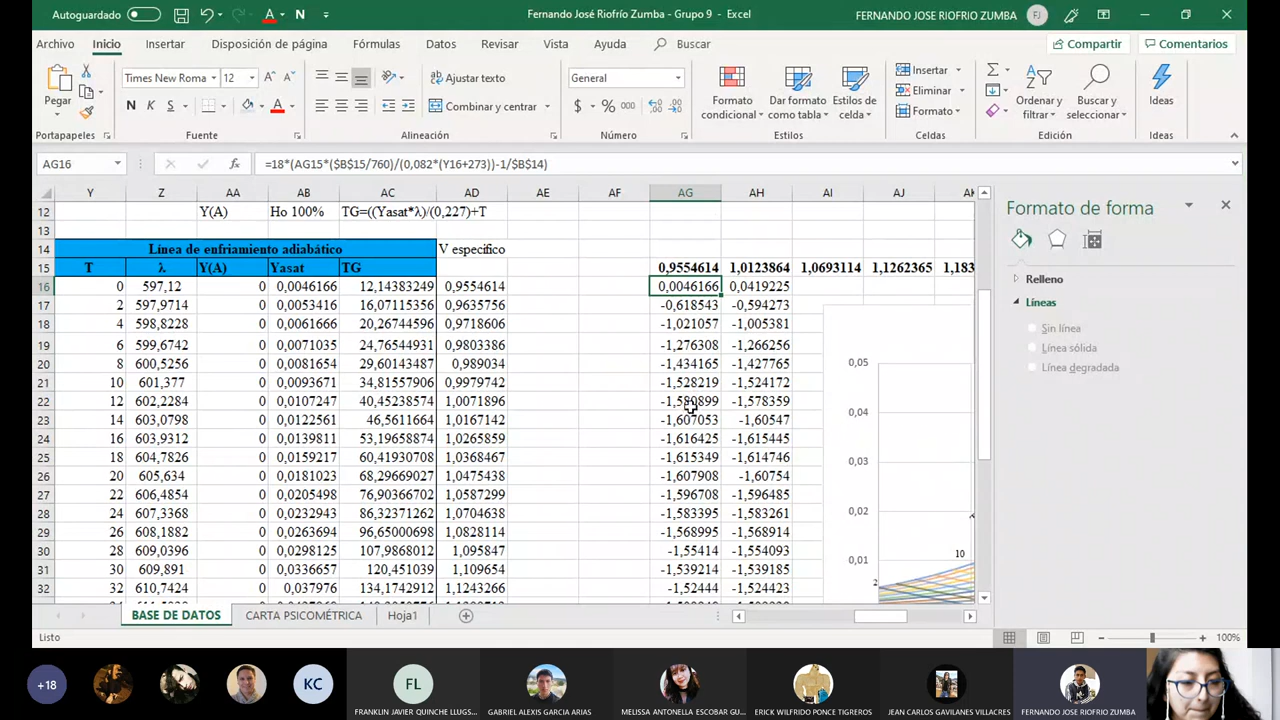 Autoguardado
Fernando José Riofrío Zumba - Grupo 9 - Excel
FERNANDO JOSE RIOFRIO ZUMBA
FJ
Archivo Inicio Insertar Disposición de página Fórmulas Datos Revisar Vista Ayuda Buscar
Compartir Comentarios
Times New Roma 12
Ajustar texto
General
Insertar
Eliminar
Formato
Pegar
N K S
Combinar y centrar
$ % 000
Formato condicional
Dar formato como tabla
Estilos de celda
Ordenar y filtrar
Buscar y seleccionar
Ideas
Portapapeles Fuente Alineación Número Estilos Celdas Edición Ideas
AG16 fx =18*(AG15*($B$15/760)/(0,082*(Y16+273))-1/$B$14)
Y Z AA AB AC AD AE AF AG AH AI AJ AK
12 Y(A) Ho 100% TG=((Yasat*λ)/(0,227)+T
13
14 Línea de enfriamiento adiabático V especifico
15 T λ Y(A) Yasat TG 0,9554614 1,0123864 1,0693114 1,1262365 1,183
16 0 597,12 0 0,0046166 12,14383249 0,9554614 0,0046166 0,0419225
17 2 597,9714 0 0,0053416 16,07115356 0,9635756 -0,618543 -0,594273
18 4 598,8228 0 0,0061666 20,26744596 0,9718606 -1,021057 -1,005381
19 6 599,6742 0 0,0071035 24,76544931 0,9803386 -1,276308 -1,266256
20 8 600,5256 0 0,0081654 29,60143487 0,989034 -1,434165 -1,427765
21 10 601,377 0 0,0093671 34,81557906 0,9979742 -1,528219 -1,524172
22 12 602,2284 0 0,0107247 40,45238574 1,0071896 -1,580899 -1,578359
23 14 603,0798 0 0,0122561 46,5611664 1,0167142 -1,607053 -1,60547
24 16 603,9312 0 0,0139811 53,19658874 1,0265859 -1,616425 -1,615445
25 18 604,7826 0 0,0159217 60,41930708 1,0368467 -1,615349 -1,614746
26 20 605,634 0 0,0181023 68,29669027 1,0475438 -1,607908 -1,60754
27 22 606,4854 0 0,0205498 76,90366702 1,0587299 -1,596708 -1,596485
28 24 607,3368 0 0,0232943 86,32371262 1,0704638 -1,583395 -1,583261
29 26 608,1882 0 0,0263694 96,65000698 1,0828114 -1,568995 -1,568914
30 28 609,0396 0 0,0298125 107,9868012 1,095847 -1,55414 -1,554093
31 30 609,891 0 0,0336657 120,451039 1,109654 -1,539214 -1,539185
32 32 610,7424 0 0,037976 134,1742912 1,1243266 -1,52444 -1,524423
0,05
0,04
0,03
0,02
0,01
10
2
Formato de forma
Relleno
Líneas
Sin línea
Línea sólida
Línea degradada
BASE DE DATOS CARTA PSICOMÉTRICA Hoja1
Listo
100%
+18
KC
FL
FRANKLIN JAVIER QUINCHE LLUGS...
GABRIEL ALEXIS GARCIA ARIAS
MELISSA ANTONELLA ESCOBAR GU...
ERICK WILFRIDO PONCE TIGREROS
JEAN CARLOS GAVILANES VILLACRES
FERNANDO JOSE RIOFRIO ZUMBA